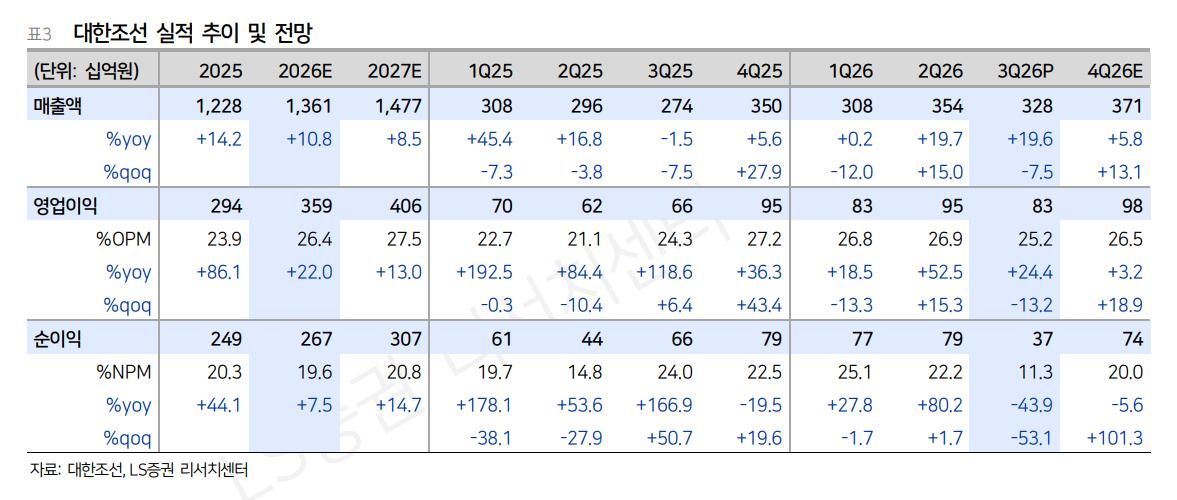 표3 대한조선 실적 추이 및 전망
(단위: 십억원) 2025 2026E 2027E 1Q25 2Q25 3Q25 4Q25 1Q26 2Q26 3Q26P 4Q26E
매출액 1,228 1,361 1,477 308 296 274 350 308 354 328 371
%yoy +14.2 +10.8 +8.5 +45.4 +16.8 -1.5 +5.6 +0.2 +19.7 +19.6 +5.8
%qoq -7.3 -3.8 -7.5 +27.9 -12.0 +15.0 -7.5 +13.1
영업이익 294 359 406 70 62 66 95 83 95 83 98
%OPM 23.9 26.4 27.5 22.7 21.1 24.3 27.2 26.8 26.9 25.2 26.5
%yoy +86.1 +22.0 +13.0 +192.5 +84.4 +118.6 +36.3 +18.5 +52.5 +24.4 +3.2
%qoq -0.3 -10.4 +6.4 +43.4 -13.3 +15.3 -13.2 +18.9
순이익 249 267 307 61 44 66 79 77 79 37 74
%NPM 20.3 19.6 20.8 19.7 14.8 24.0 22.5 25.1 22.2 11.3 20.0
%yoy +44.1 +7.5 +14.7 +178.1 +53.6 +166.9 -19.5 +27.8 +80.2 -43.9 -5.6
%qoq -38.1 -27.9 +50.7 +19.6 -1.7 +1.7 -53.1 +101.3
자료: 대한조선, LS증권 리서치센터
LS증권 리서치센터